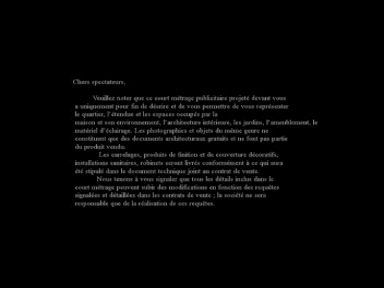 Chers spectateurs,
Veuillez noter que ce court métrage publicitaire projeté devant vous
a uniquement pour fin de décrire et de vous permettre de vous représenter
le quartier, l'étendue et les espaces occupés par la
maison et son environnement, l'architecture intérieure, les jardins, l'ameublement, le
matériel d'éclairage. Les photographies et objets du même genre ne
constituent que des documents architecturaux gratuits et ne font pas partie
du produit vendu.
Les carrelages, produits de finition et de couverture décoratifs,
installations sanitaires, robinets seront livrés conformément à ce qui aura
été stipulé dans le document technique joint au contrat de vente.
Nous tenons à vous signaler que tous les détails inclus dans le
court métrage peuvent subir des modifications en fonction des requêtes
signalées et détaillées dans les contrats de vente ; la société ne sera
responsable que de la réalisation de ces requêtes.